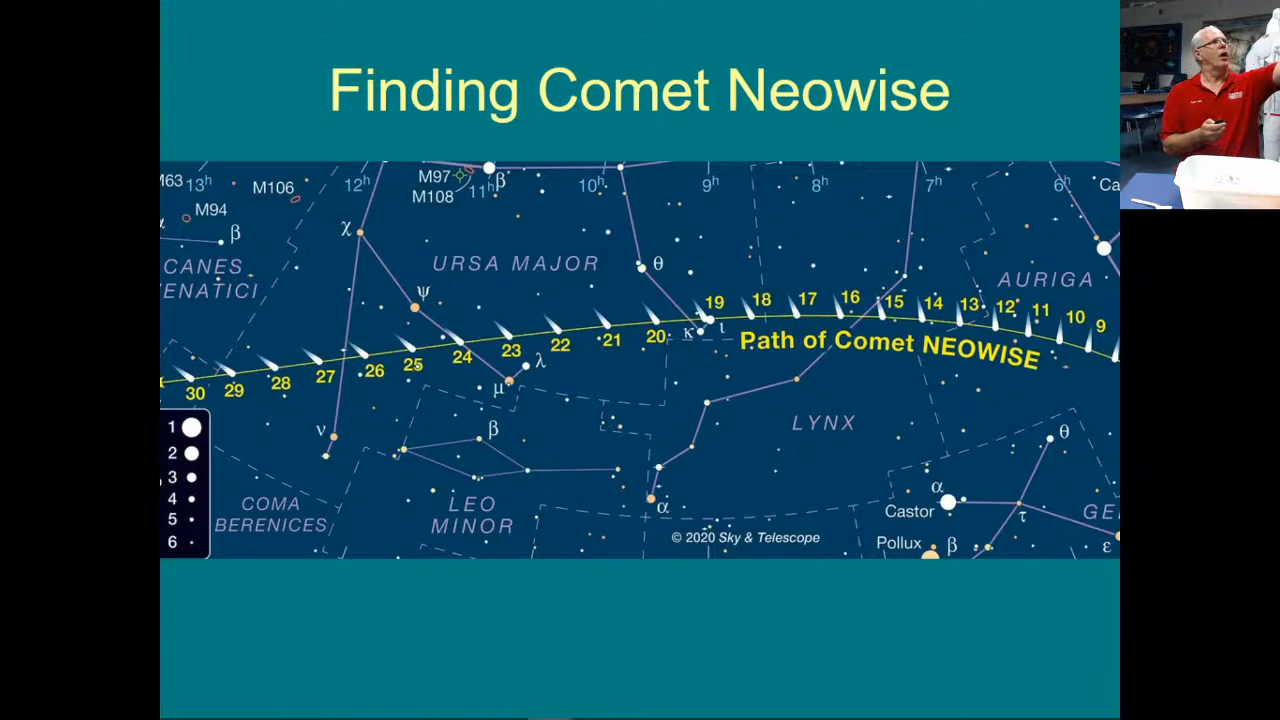 Finding Comet Neowise
M63 13h M106 12h M97 11h β 10h 9h 8h 7h 6h Ca
M108
M94
α β χ θ
CANES URSA MAJOR AURIGA
VENATICI
ψ
19 18 17 16 15 14 13 12 11 10 9
κ ι
30 29 28 27 26 25 24 23 22 21 20
Path of Comet NEOWISE
λ
μ
1 ν β LYNX θ
2
3
4 COMA LEO α α
5 BERENICES MINOR Castor τ GE
6
© 2020 Sky & Telescope
Pollux β ε